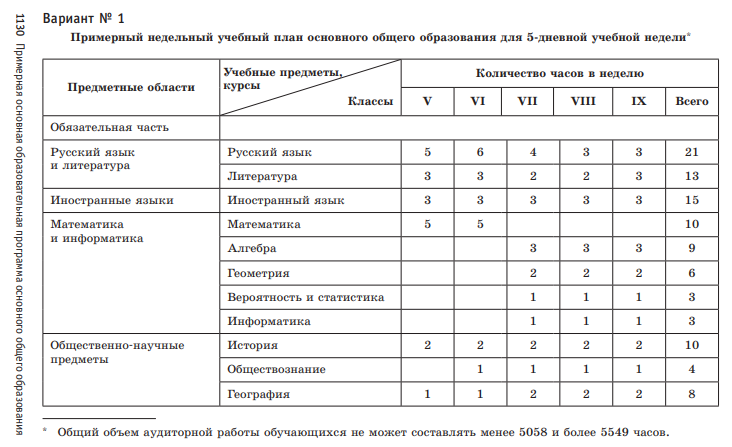 1130 Примерная основная образовательная программа основного общего образования
Вариант № 1
Примерный недельный учебный план основного общего образования для 5-дневной учебной недели*
Предметные области
Учебные предметы, курсы
Классы
Количество часов в неделю
V VI VII VIII IX Всего
Обязательная часть
Русский язык Русский язык 5 6 4 3 3 21
и литература
Литература 3 3 2 2 3 13
Иностранные языки Иностранный язык 3 3 3 3 3 15
Математика Математика 5 5 10
и информатика
Алгебра 3 3 3 9
Геометрия 2 2 2 6
Вероятность и статистика 1 1 1 3
Информатика 1 1 1 3
Общественно-научные История 2 2 2 2 2 10
предметы
Обществознание 1 1 1 1 4
География 1 1 2 2 2 8
* Общий объем аудиторной работы обучающихся не может составлять менее 5058 и более 5549 часов.